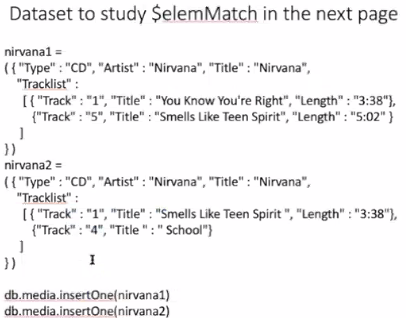 Dataset to study $elemMatch in the next page
nirvana1 =
({ "Type" : "CD", "Artist" : "Nirvana", "Title" : "Nirvana",
"Tracklist" :
[ { "Track" : "1", "Title" : "You Know You're Right", "Length" : "3:38"},
{"Track" : "5", "Title" : "Smells Like Teen Spirit", "Length" : "5:02" }
]
})
nirvana2 =
({ "Type" : "CD", "Artist" : "Nirvana", "Title" : "Nirvana",
"Tracklist" :
[ { "Track" : "1", "Title" : "Smells Like Teen Spirit ", "Length" : "3:38"},
{"Track" : "4", "Title " : " School"}
]
})
db.media.insertOne(nirvana1)
db.media.insertOne(nirvana2)